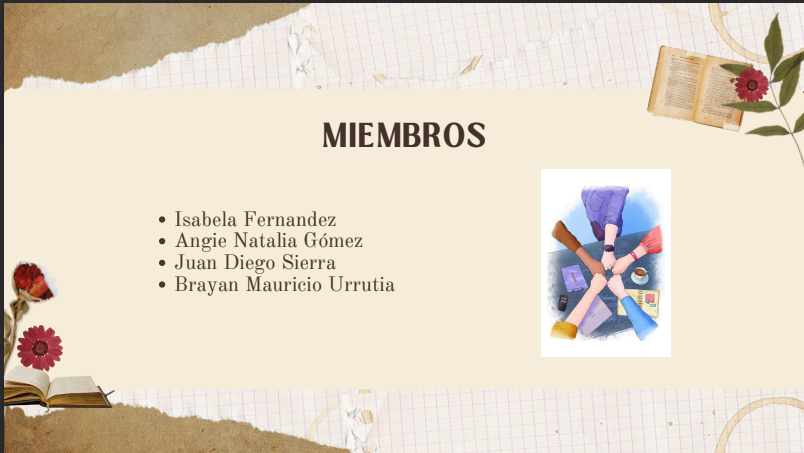 MIEMBROS
Isabela Fernandez
Angie Natalia Gómez
Juan Diego Sierra
Brayan Mauricio Urrutia